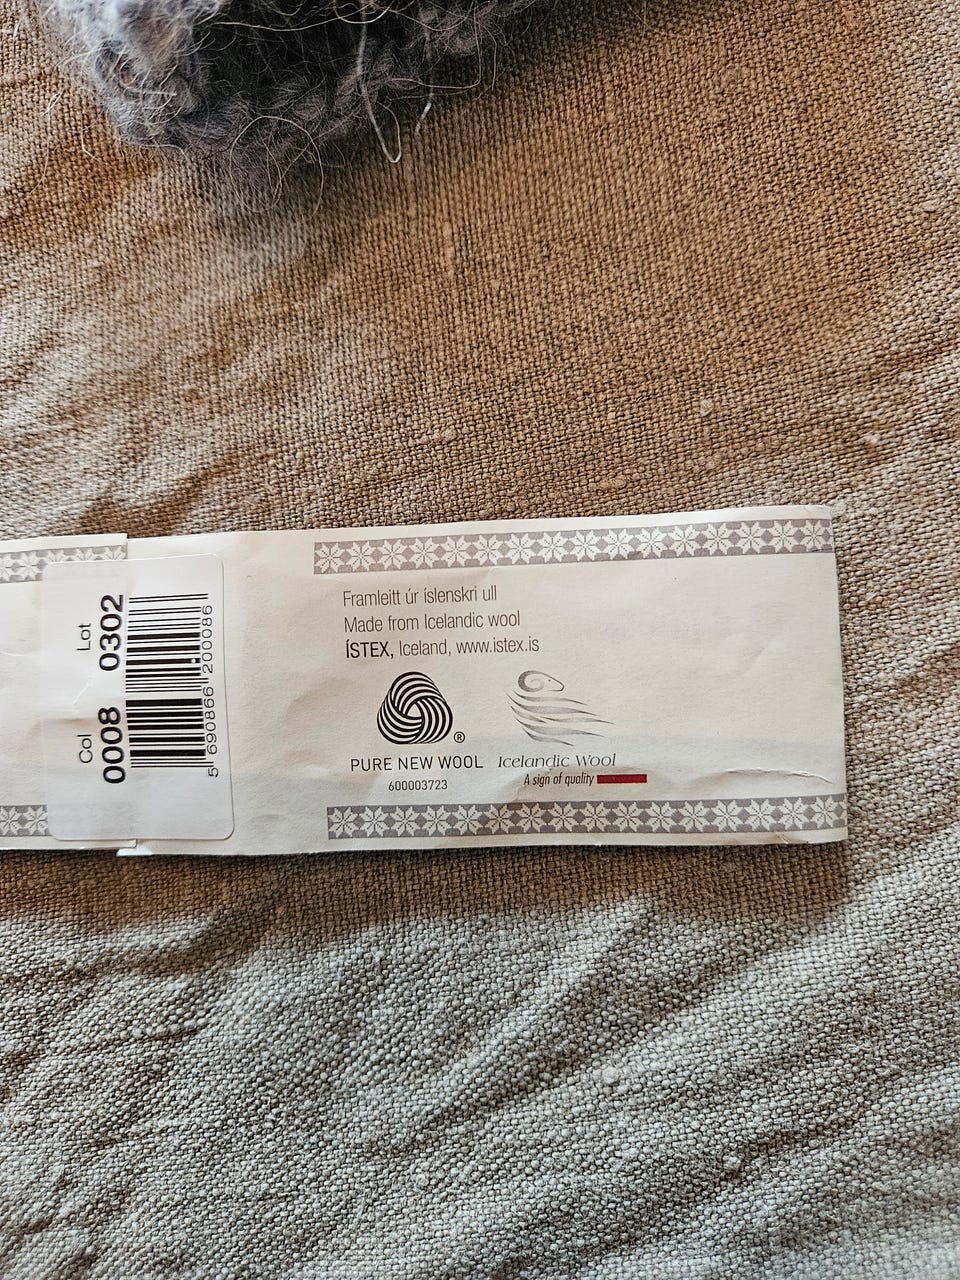 Lot
0302
Col
0008
5 690866 200086
Framleitt úr íslenskri ull
Made from Icelandic wool
ÍSTEX, Iceland, www.istex.is
®
PURE NEW WOOL
600003723
Icelandic Wool
A sign of quality